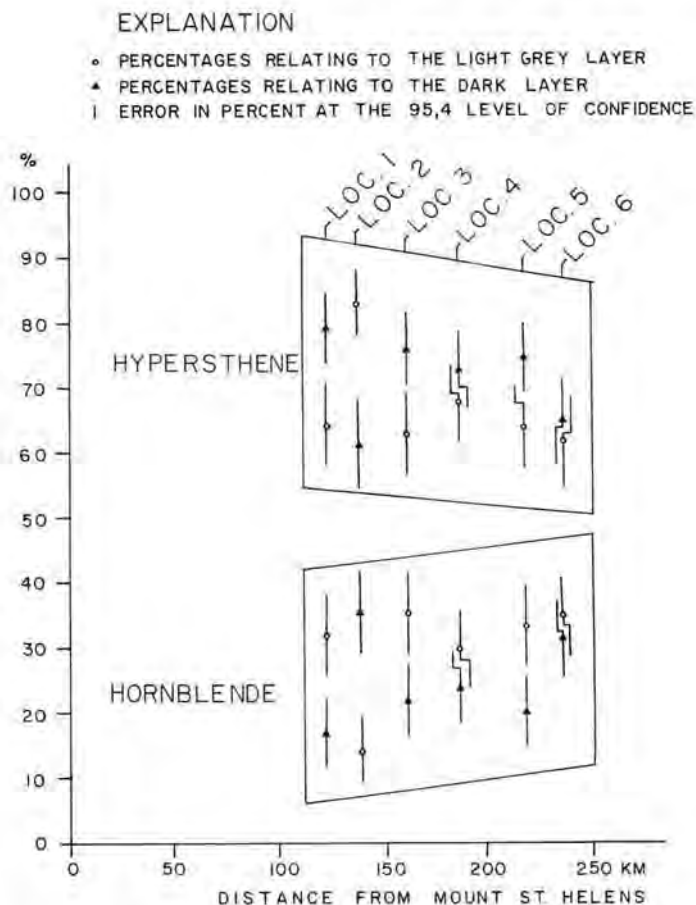 EXPLANATION
PERCENTAGES RELATING TO THE LIGHT GREY LAYER
PERCENTAGES RELATING TO THE DARK LAYER
ERROR IN PERCENT AT THE 95,4 LEVEL OF CONFIDENCE
%
LOC. 1
LOC. 2
LOC. 3
LOC. 4
LOC. 5
LOC. 6
100
90
80
70
60
50
40
30
20
10
0
HYPERSTHENE
HORNBLENDE
0 50 100 150 200 250 KM
DISTANCE FROM MOUNT ST. HELENS